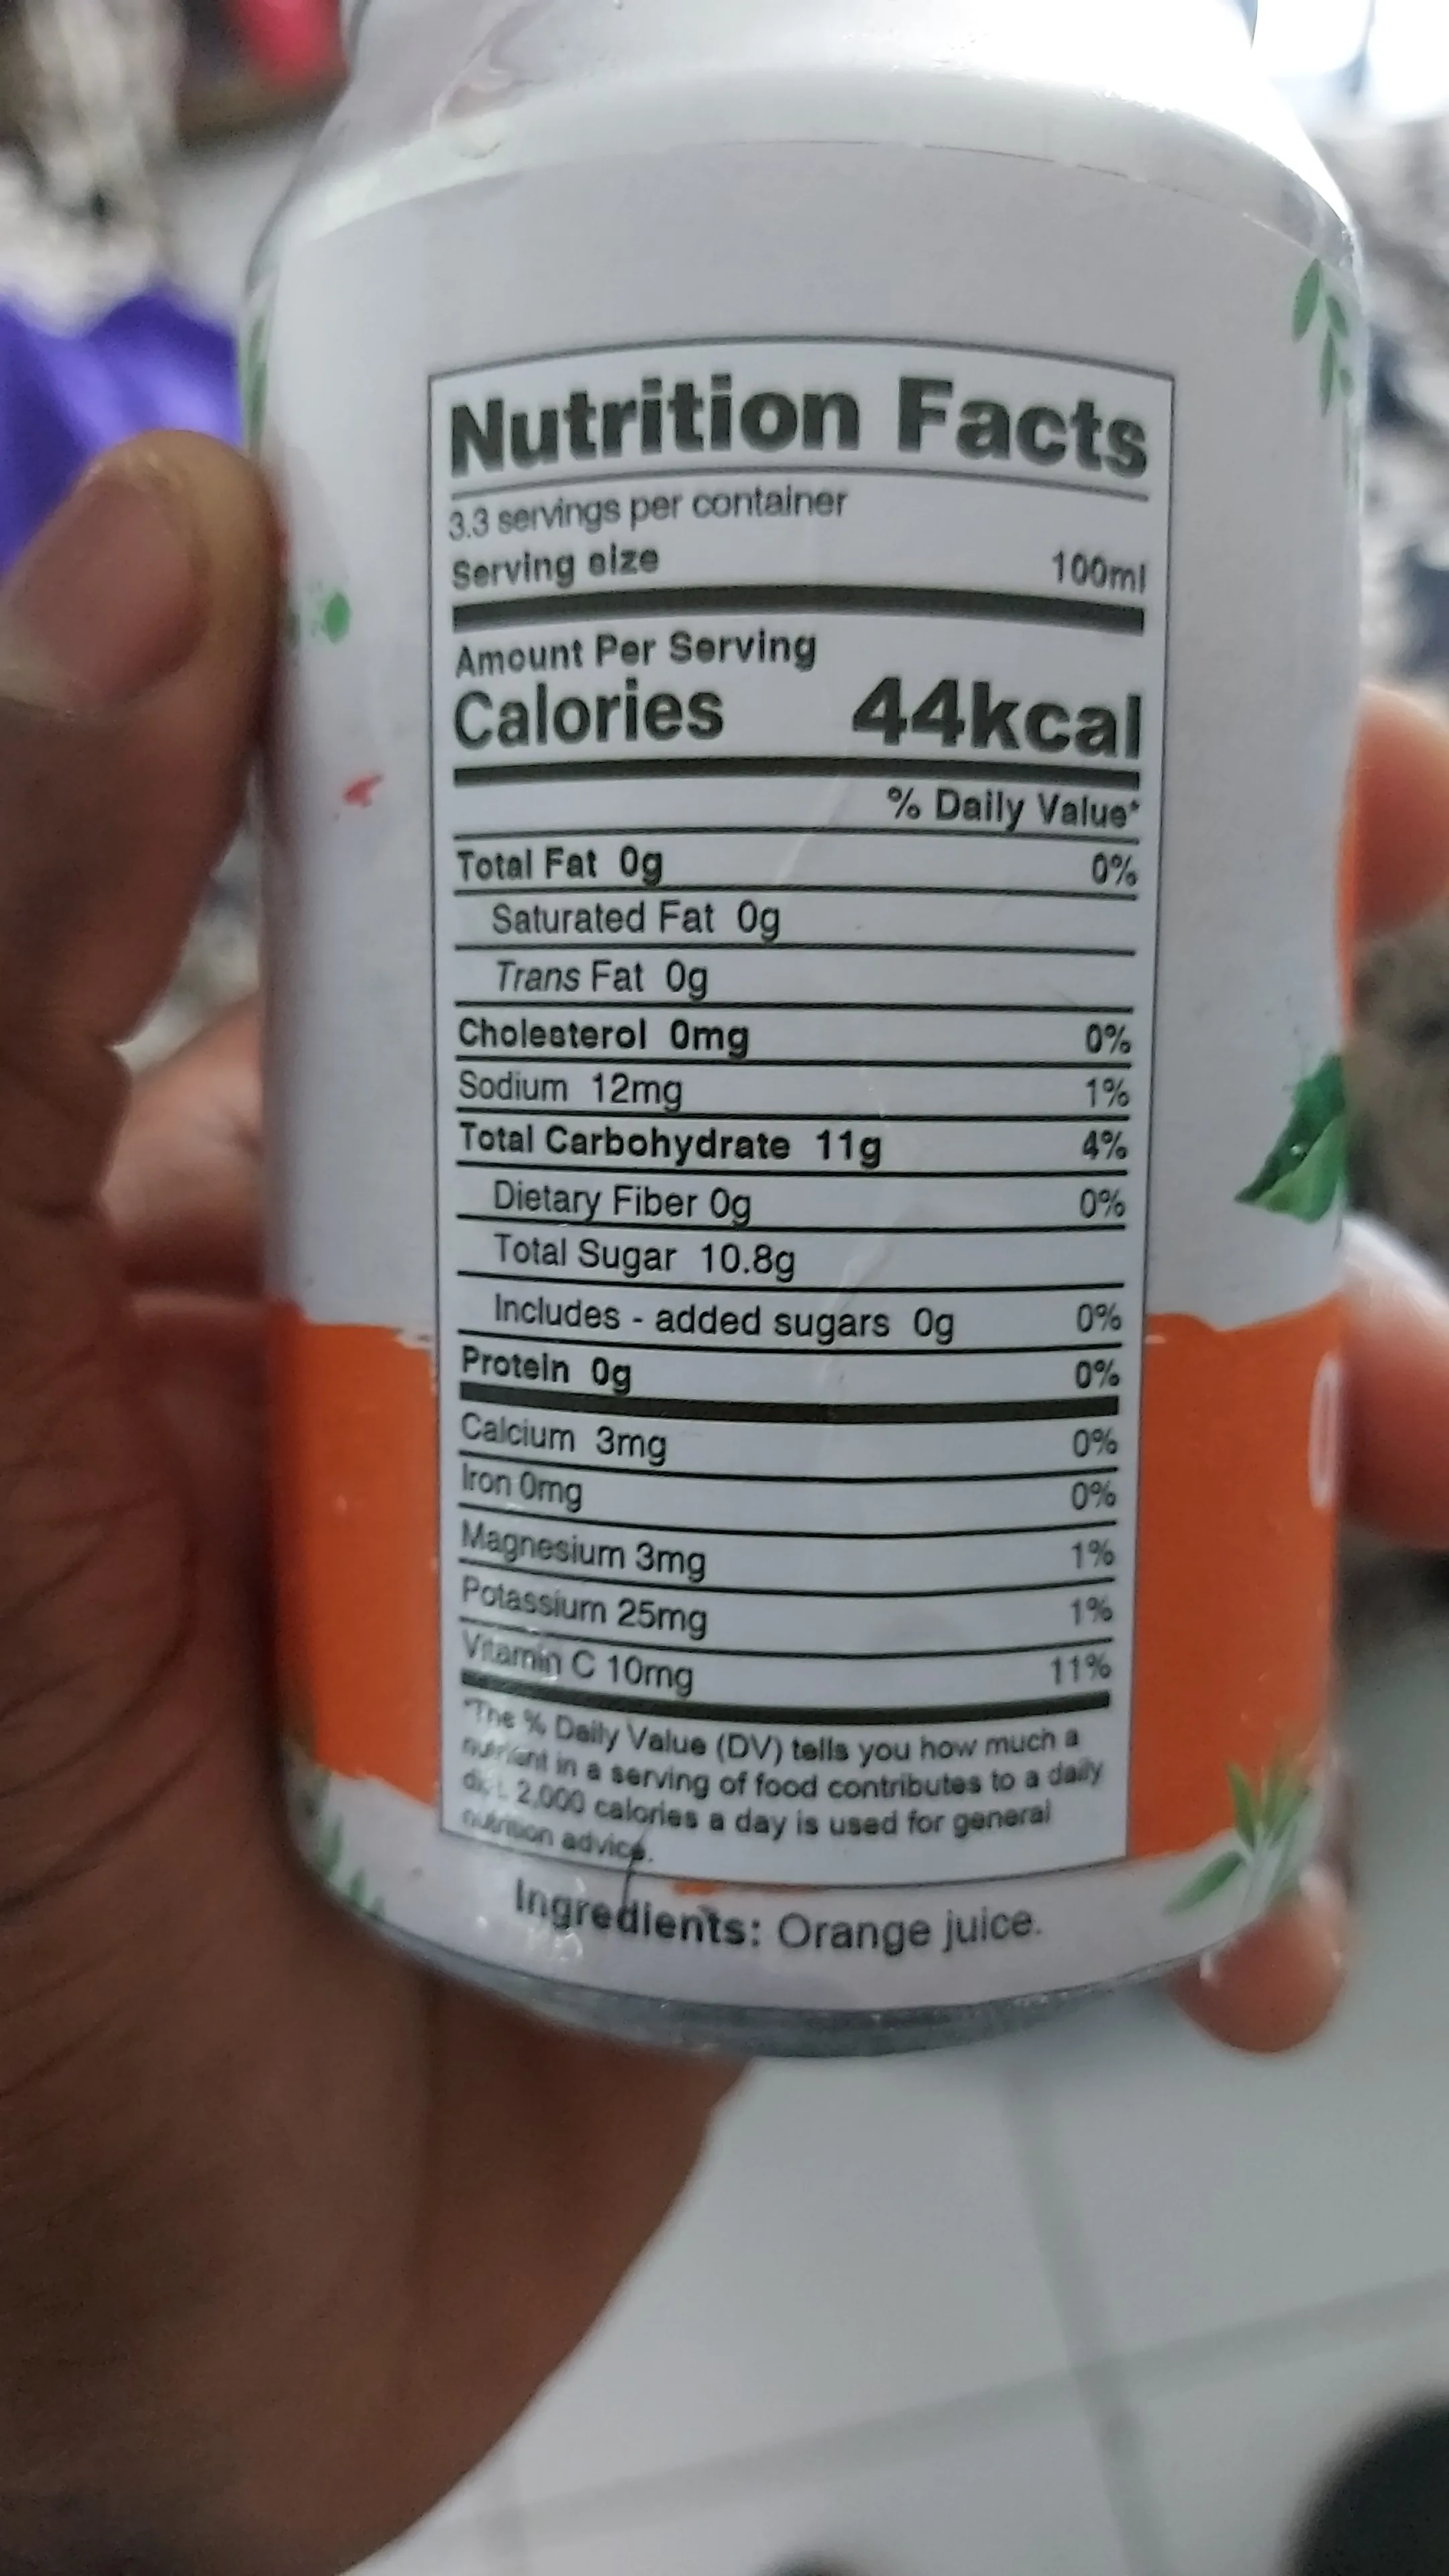 Nutrition Facts
3.3 servings per container
Serving size 100ml
Amount Per Serving
Calories 44kcal
% Daily Value*
Total Fat 0g 0%
Saturated Fat 0g
Trans Fat 0g
Cholesterol 0mg 0%
Sodium 12mg 1%
Total Carbohydrate 11g 4%
Dietary Fiber 0g 0%
Total Sugar 10.8g
Includes - added sugars 0g 0%
Protein 0g 0%
Calcium 3mg 0%
Iron 0mg 0%
Magnesium 3mg 1%
Potassium 25mg 1%
Vitamin C 10mg 11%
*The % Daily Value (DV) tells you how much a
nutrient in a serving of food contributes to a daily
2,000 calories a day is used for general
nutrition advice.
Ingredients: Orange juice.